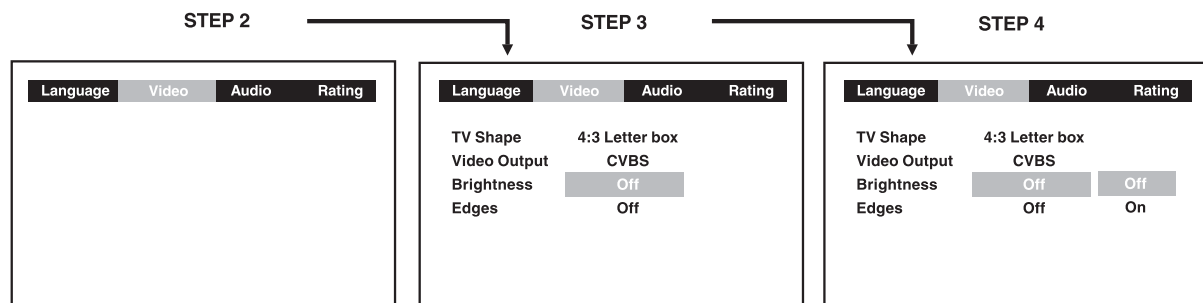 STEP 2
STEP 3
STEP 4
Language Video Audio Rating
Language Video Audio Rating
TV Shape 4:3 Letter box
Video Output CVBS
Brightness Off
Edges Off
Language Video Audio Rating
TV Shape 4:3 Letter box
Video Output CVBS
Brightness Off Off
Edges Off On